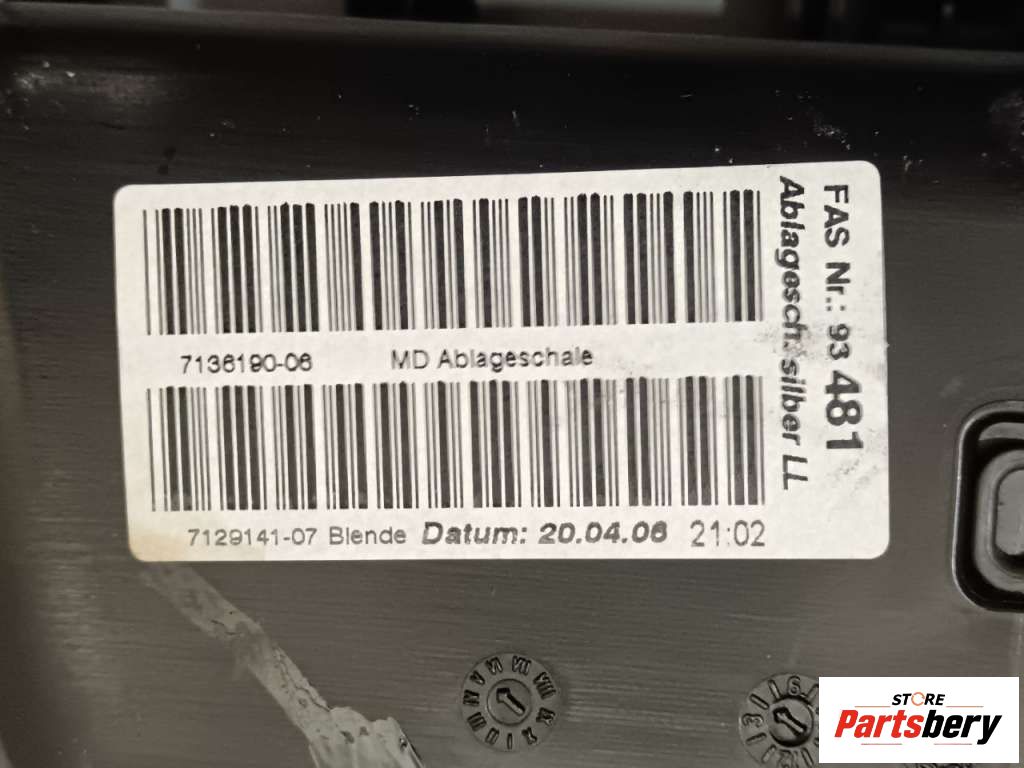 7136190-06 MD Ablageschale
7129141-07 Blende Datum: 20.04.06 21:02
FAS Nr.: 93 481
Ablagesch. silber LL
STORE
Partsbery